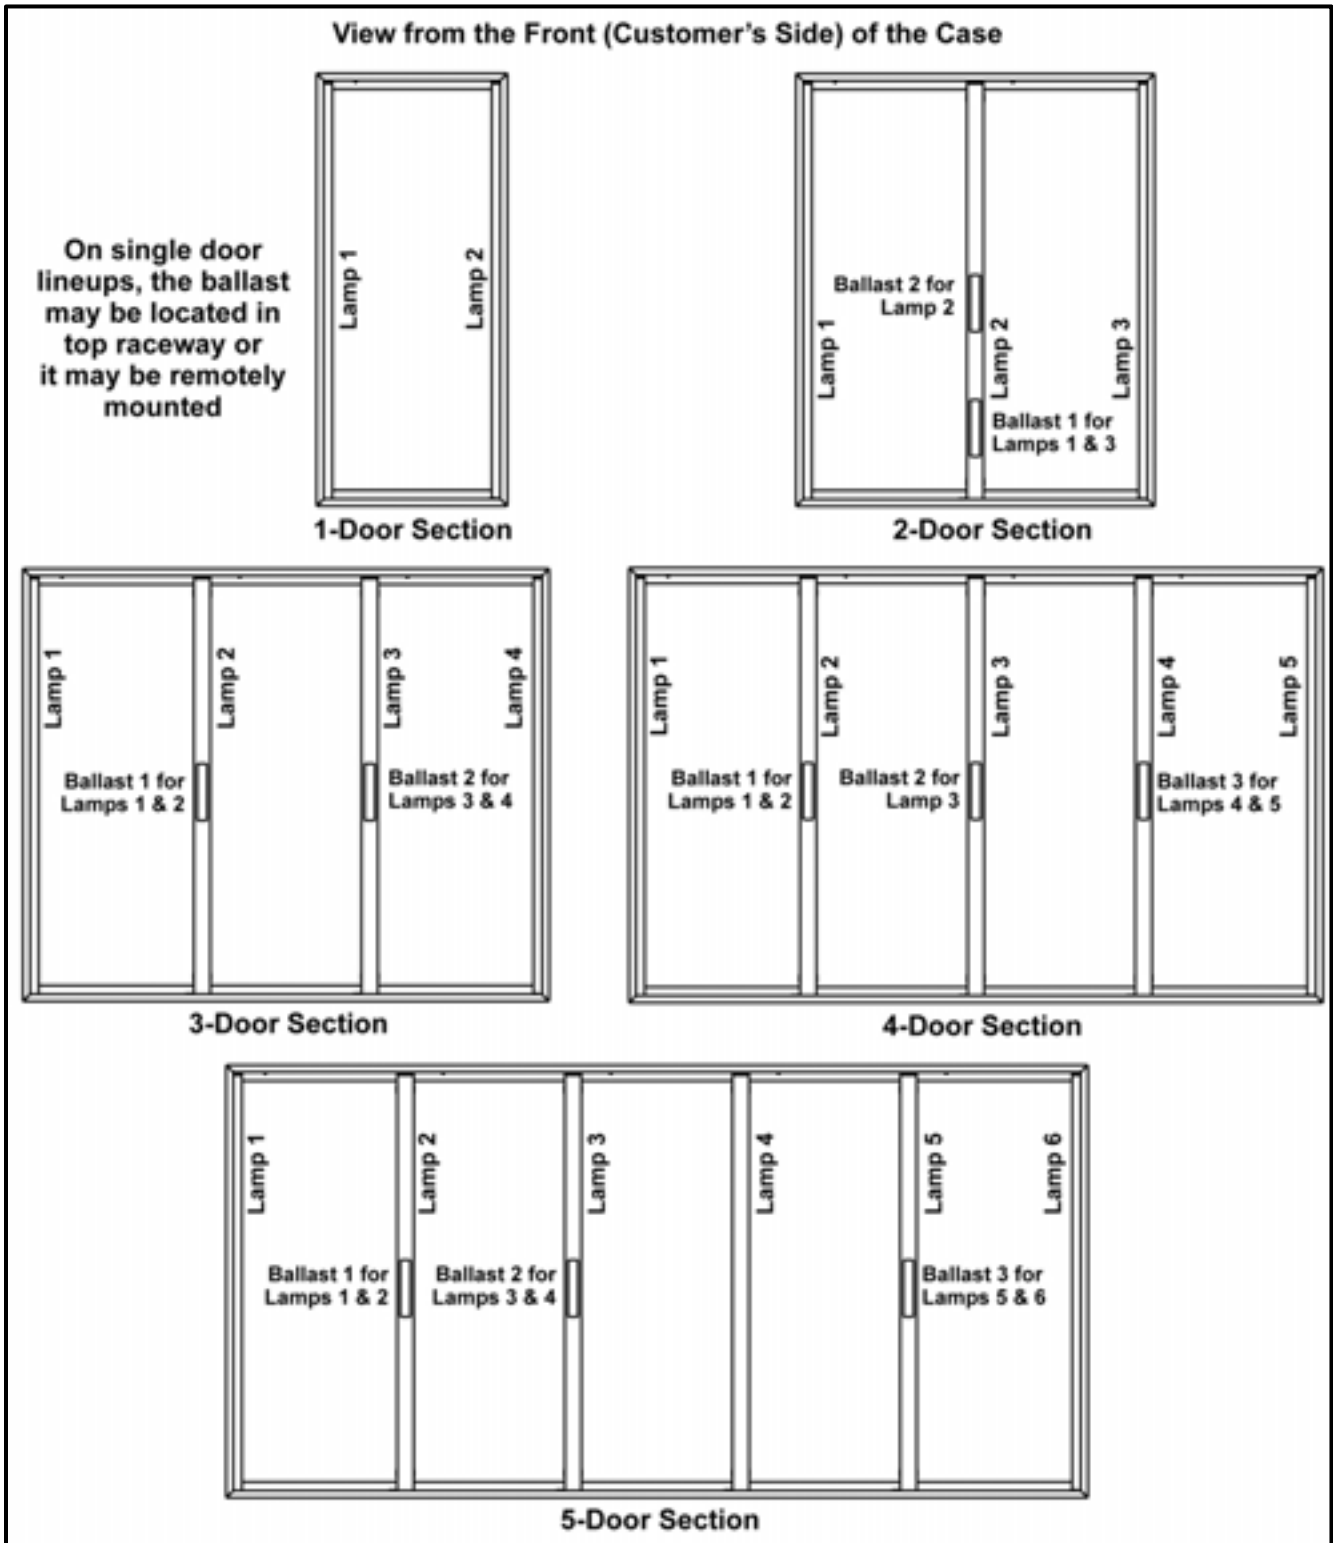 View from the Front (Customer's Side) of the Case
On single door
lineups, the ballast
may be located in
top raceway or
it may be remotely
mounted
Lamp 1
Lamp 2
1-Door Section
Ballast 2 for
Lamp 2
Lamp 1
Lamp 2
Lamp 3
Ballast 1 for
Lamps 1 & 3
2-Door Section
Lamp 1
Lamp 2
Lamp 3
Lamp 4
Ballast 1 for
Lamps 1 & 2
Ballast 2 for
Lamps 3 & 4
3-Door Section
Lamp 1
Lamp 2
Lamp 3
Lamp 4
Lamp 5
Ballast 1 for
Lamps 1 & 2
Ballast 2 for
Lamp 3
Ballast 3 for
Lamps 4 & 5
4-Door Section
Lamp 1
Lamp 2
Lamp 3
Lamp 4
Lamp 5
Lamp 6
Ballast 1 for
Lamps 1 & 2
Ballast 2 for
Lamps 3 & 4
Ballast 3 for
Lamps 5 & 6
5-Door Section